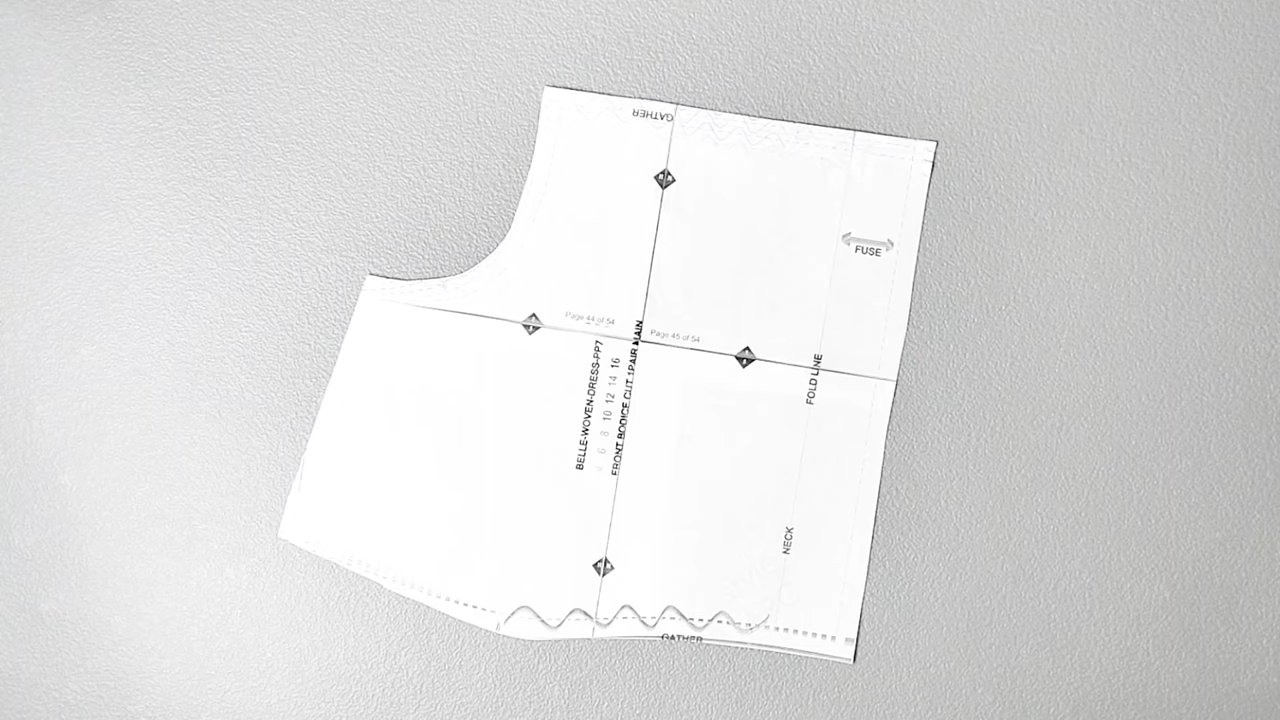 GATHER
FUSE
Page 44 of 54
Page 45 of 54
BELLE-WOVEN-DRESS-PP7
6 8 10 12 14 16
FRONT BODICE CUT 1PAIR MAIN
FOLD LINE
NECK
GATHER